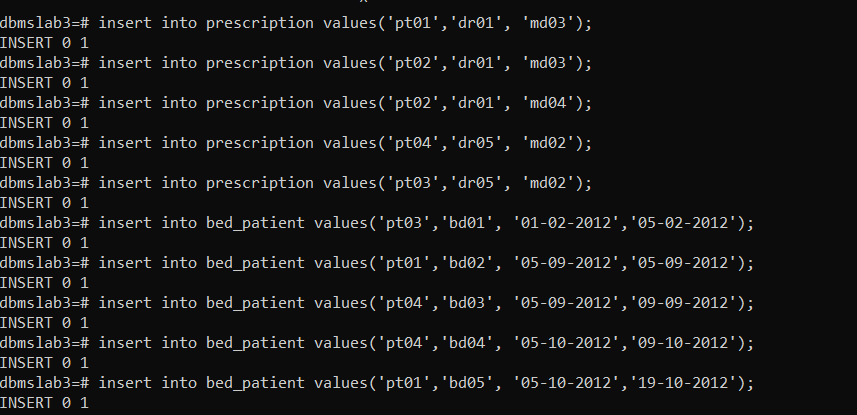 dbmslab3=# insert into prescription values('pt01','dr01', 'md03');
INSERT 0 1
dbmslab3=# insert into prescription values('pt02','dr01', 'md03');
INSERT 0 1
dbmslab3=# insert into prescription values('pt02','dr01', 'md04');
INSERT 0 1
dbmslab3=# insert into prescription values('pt04','dr05', 'md02');
INSERT 0 1
dbmslab3=# insert into prescription values('pt03','dr05', 'md02');
INSERT 0 1
dbmslab3=# insert into bed_patient values('pt03','bd01', '01-02-2012','05-02-2012');
INSERT 0 1
dbmslab3=# insert into bed_patient values('pt01','bd02', '05-09-2012','05-09-2012');
INSERT 0 1
dbmslab3=# insert into bed_patient values('pt04','bd03', '05-09-2012','09-09-2012');
INSERT 0 1
dbmslab3=# insert into bed_patient values('pt04','bd04', '05-10-2012','09-10-2012');
INSERT 0 1
dbmslab3=# insert into bed_patient values('pt01','bd05', '05-10-2012','19-10-2012');
INSERT 0 1